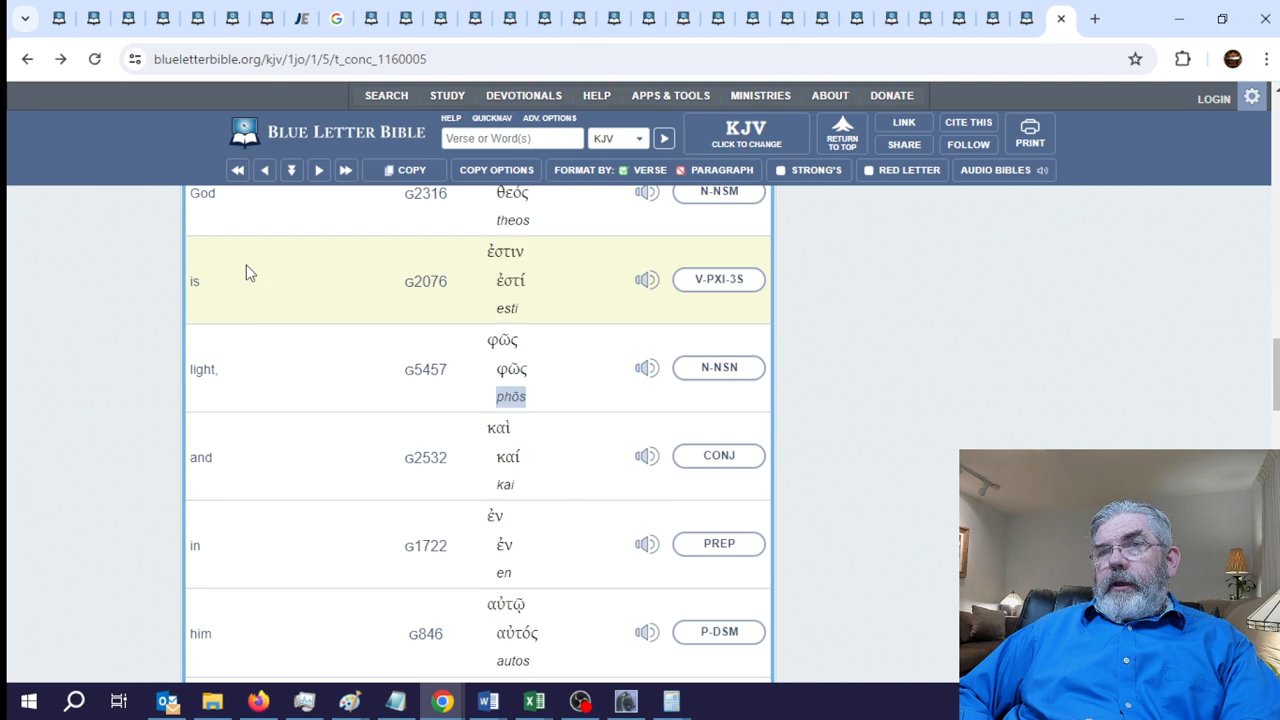 JE
G
blueletterbible.org/kjv/1jo/1/5/t_conc_1160005
SEARCH STUDY DEVOTIONALS HELP APPS & TOOLS MINISTRIES ABOUT DONATE LOGIN
HELP QUICKNAV ADV. OPTIONS
BLUE LETTER BIBLE Verse or Word(s) KJV
KJV
CLICK TO CHANGE
RETURN
TO TOP
LINK CITE THIS
SHARE FOLLOW
PRINT
COPY COPY OPTIONS FORMAT BY: VERSE PARAGRAPH STRONG'S RED LETTER AUDIO BIBLES
God G2316 θεός N-NSM
theos
ἐστιν
is G2076 ἐστί V-PXI-3S
esti
φῶς
light, G5457 φῶς N-NSN
phōs
καὶ
and G2532 καί CONJ
kai
ἐν
in G1722 ἐν PREP
en
αὐτῷ
him G846 αὐτός P-DSM
autos